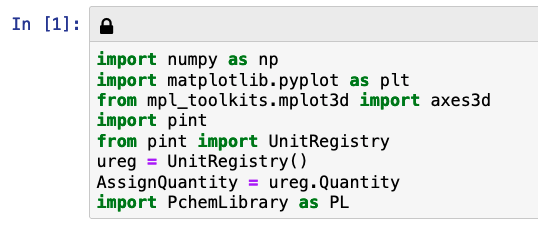 In [1]:
import numpy as np
import matplotlib.pyplot as plt
from mpl_toolkits.mplot3d import axes3d
import pint
from pint import UnitRegistry
ureg = UnitRegistry()
AssignQuantity = ureg.Quantity
import PchemLibrary as PL